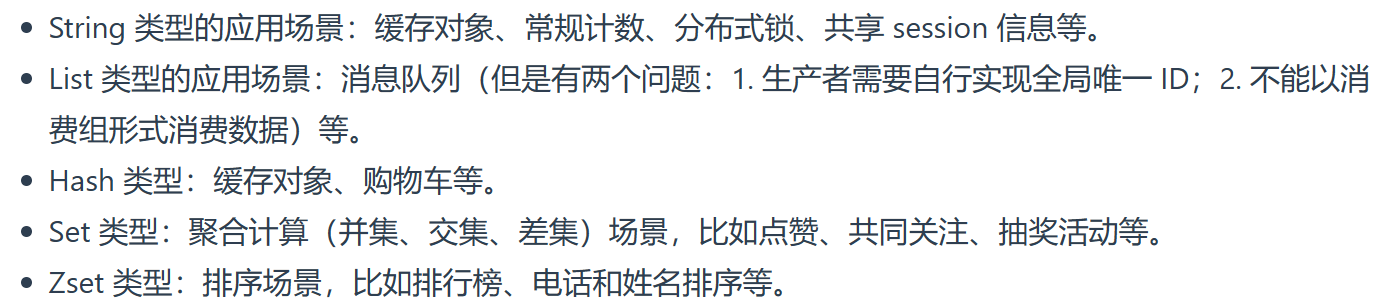 • String 类型的应用场景：缓存对象、常规计数、分布式锁、共享 session 信息等。
• List 类型的应用场景：消息队列（但是有两个问题：1. 生产者需要自行实现全局唯一 ID；2. 不能以消
费组形式消费数据）等。
• Hash 类型：缓存对象、购物车等。
• Set 类型：聚合计算（并集、交集、差集）场景，比如点赞、共同关注、抽奖活动等。
• Zset 类型：排序场景，比如排行榜、电话和姓名排序等。